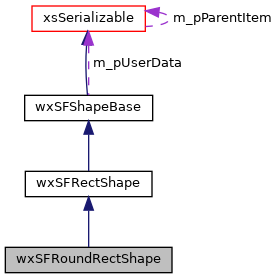 xsSerializable
m_pParentItem
m_pUserData
wxSFShapeBase
wxSFRectShape
wxSFRoundRectShape